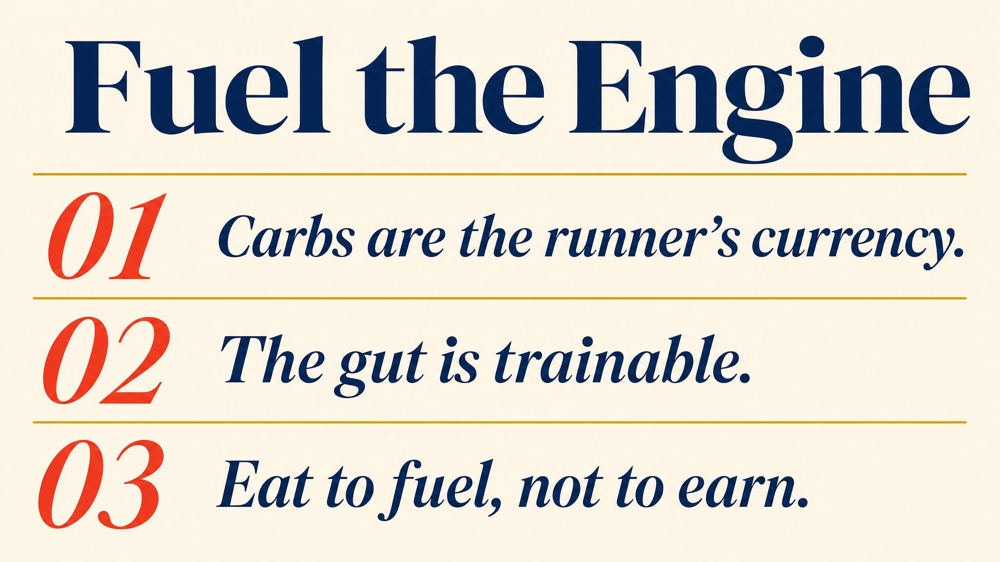 Fuel the Engine
01 Carbs are the runner’s currency.
02 The gut is trainable.
03 Eat to fuel, not to earn.